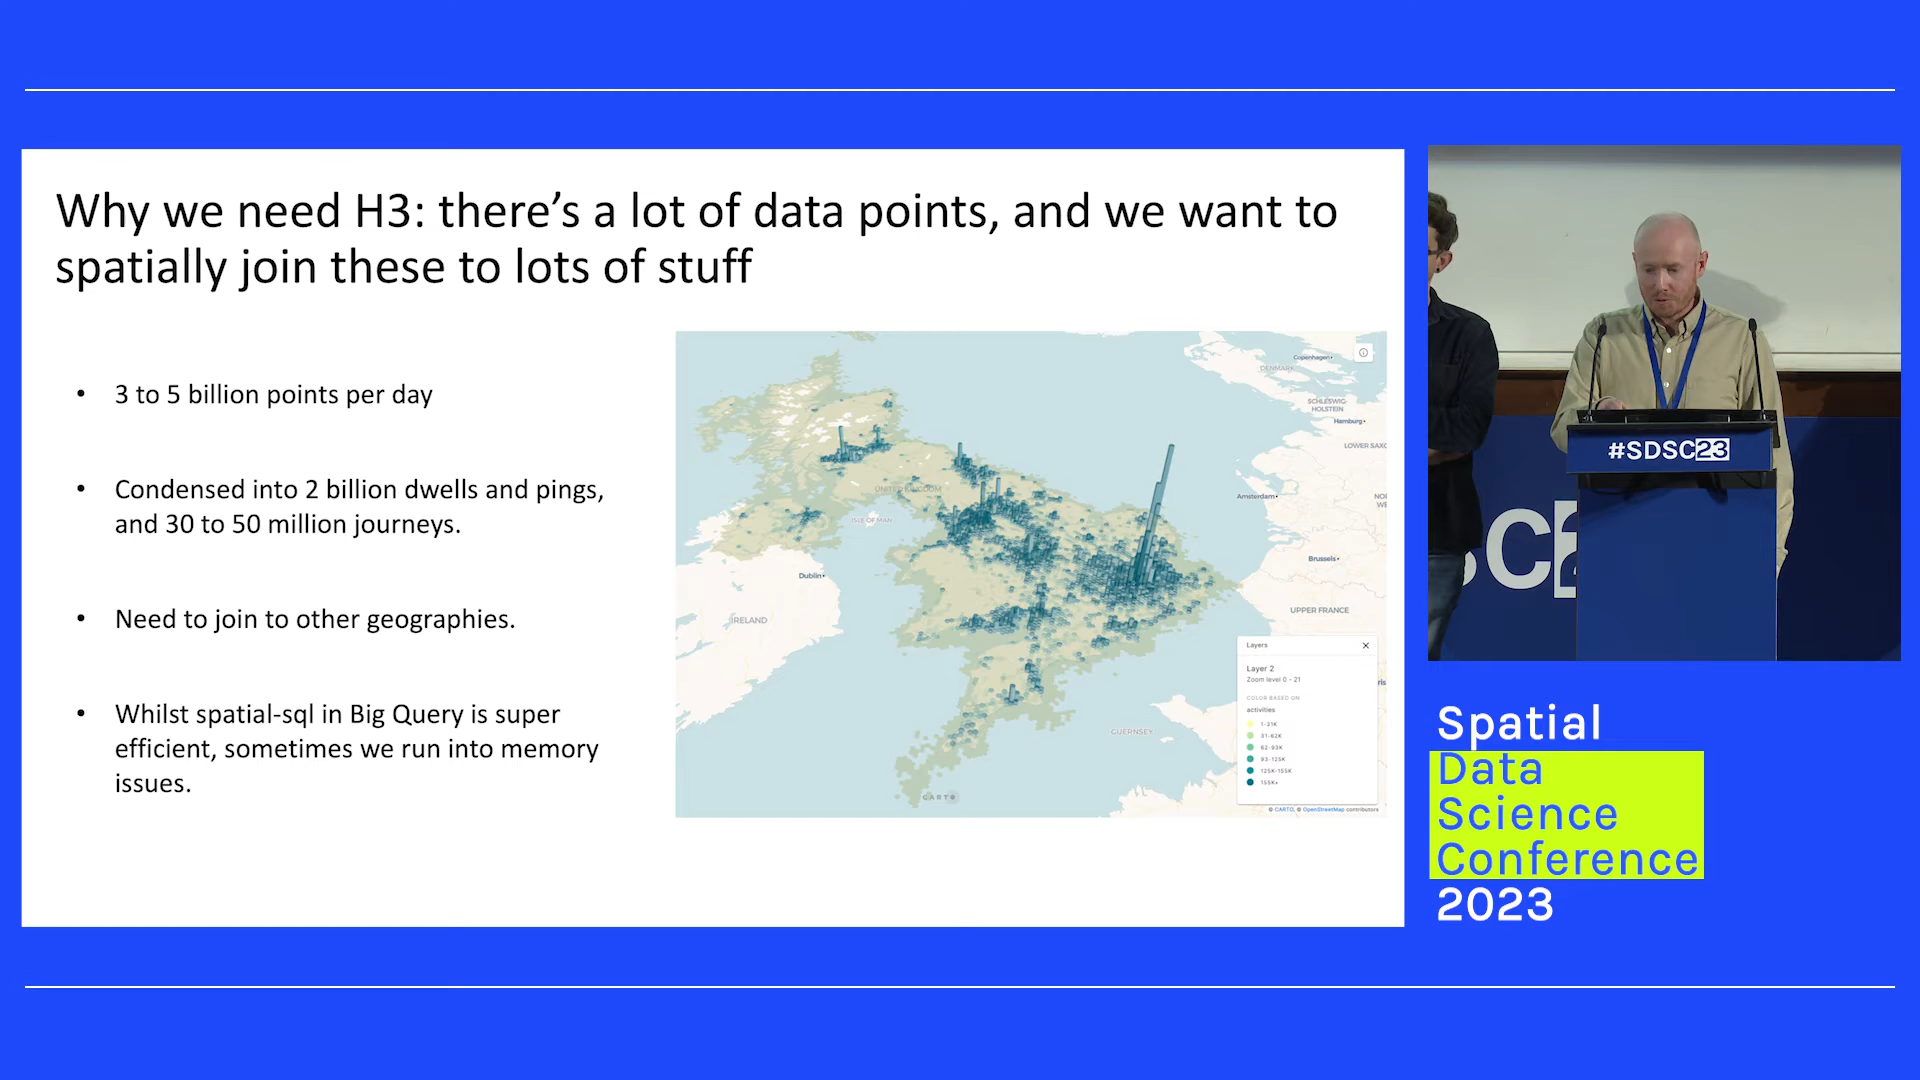 Why we need H3: there's a lot of data points, and we want to
spatially join these to lots of stuff
• 3 to 5 billion points per day
• Condensed into 2 billion dwells and pings,
and 30 to 50 million journeys.
• Need to join to other geographies.
• Whilst spatial-sql in Big Query is super
efficient, sometimes we run into memory
issues.
Copenhagen
DENMARK
SCHLESWIG-
HOLSTEIN
Hamburg
LOWER SAXO
UNITED KINGDOM
ISLE OF MAN
Amsterdam
Dublin
Brussels
IRELAND
UPPER FRANCE
GUERNSEY
Layers
Layer 2
Zoom level 0 - 21
COLOR BASED ON
activities
1-31K
31-62K
62-93K
93-125K
125K-155K
155K+
CARTO
© CARTO, © OpenStreetMap contributors
#SDSC23
SC2
Spatial
Data
Science
Conference
2023